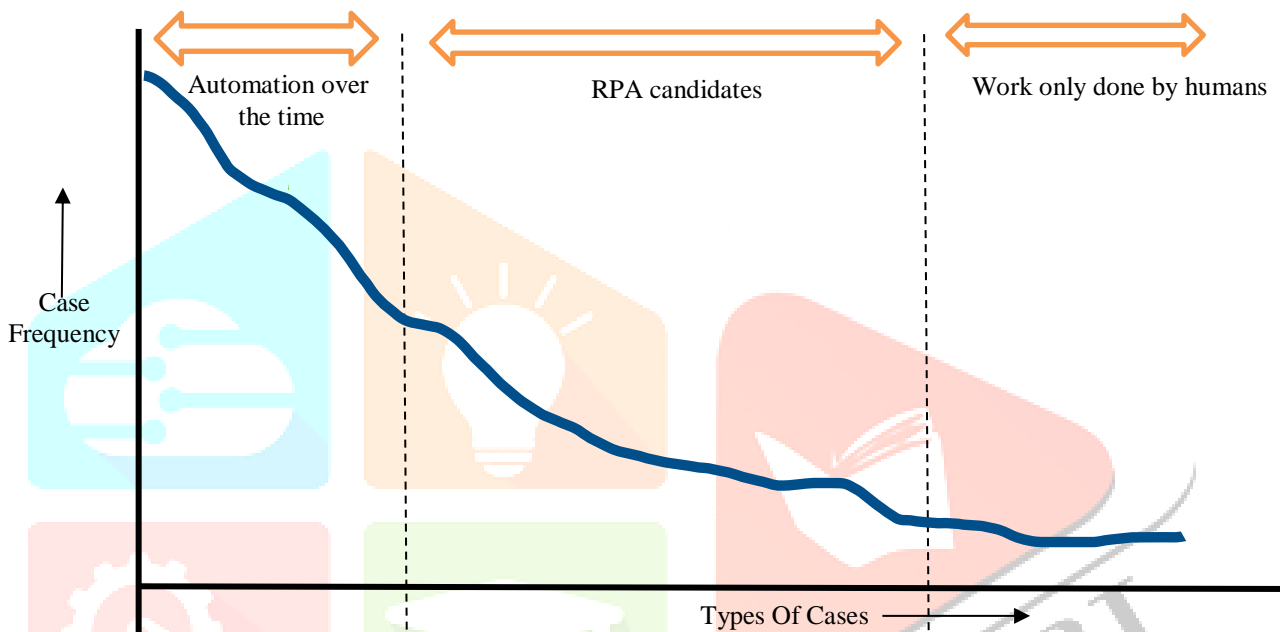 Automation over
the time
RPA candidates
Work only done by humans
Case
Frequency
Types Of Cases